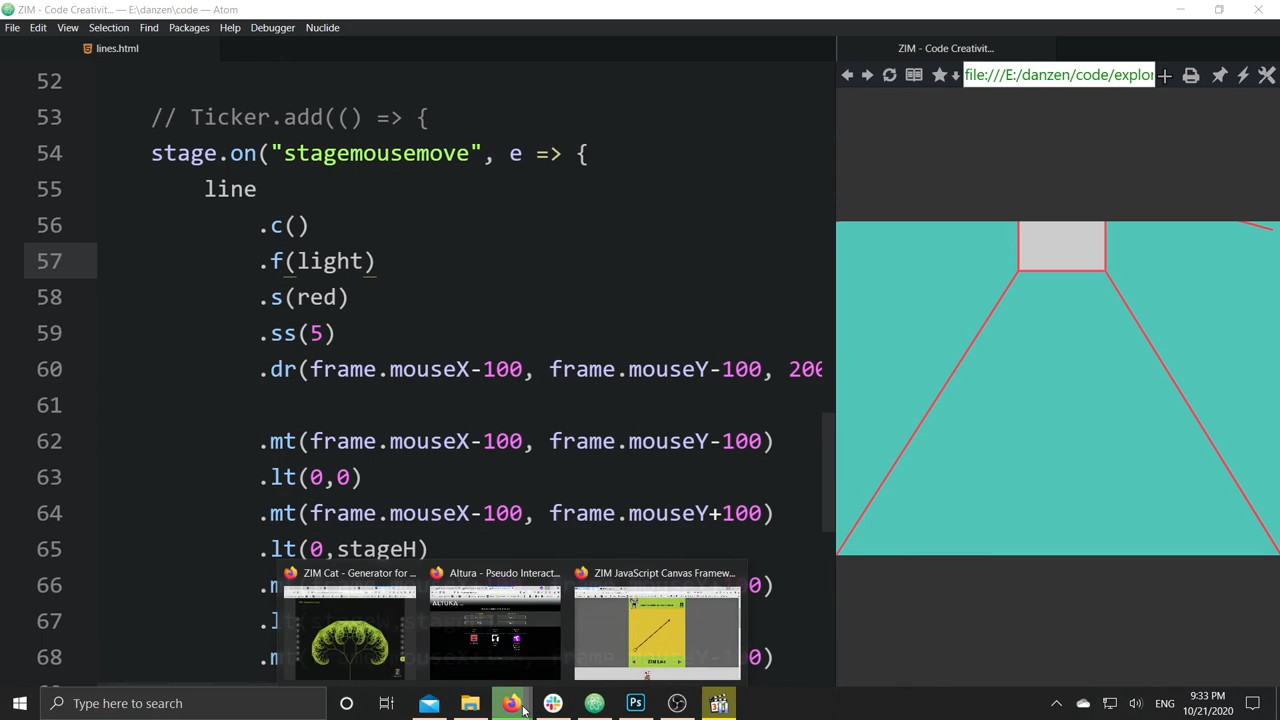 ZIM - Code Creativit... — E:\danzen\code — Atom
File Edit View Selection Find Packages Help Debugger Nuclide
lines.html
ZIM - Code Creativit...
file:///E:/danzen/code/explor
52
53 // Ticker.add(() => {
54 stage.on("stagemousemove", e => {
55 line
56 .c()
57 .f(light)
58 .s(red)
59 .ss(5)
60 .dr(frame.mouseX-100, frame.mouseY-100, 200
61
62 .mt(frame.mouseX-100, frame.mouseY-100)
63 .lt(0,0)
64 .mt(frame.mouseX-100, frame.mouseY+100)
65 .lt(0,stageH)
66
67
68
ZIM Cat - Generator for ...
Altura - Pseudo Interact...
ZIM JavaScript Canvas Framew...
Type here to search
ENG
9:33 PM
10/21/2020